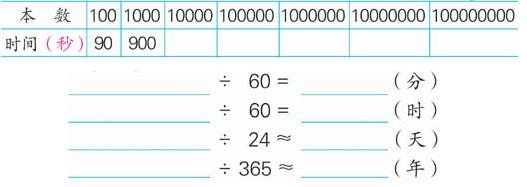 本 数 100 1000 10000 100000 1000000 10000000 100000000
时间（秒） 90 900
÷ 60 = （分）
÷ 60 = （时）
÷ 24 ≈ （天）
÷ 365 ≈ （年）